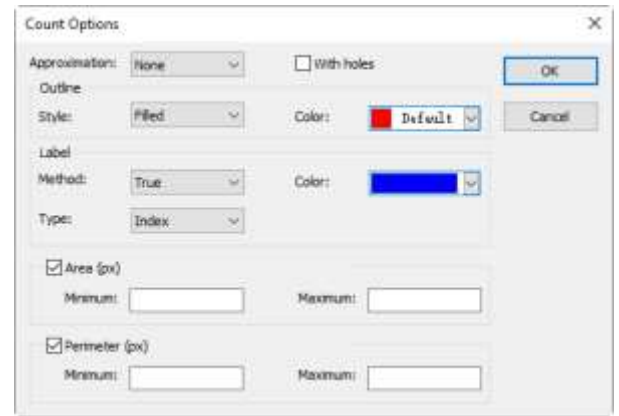 Count Options
Approximation: None With holes OK
Outline
Style: Filled Color: Default Cancel
Label
Method: True Color:
Type: Index
Area (px)
Minimum: Maximum:
Perimeter (px)
Minimum: Maximum: